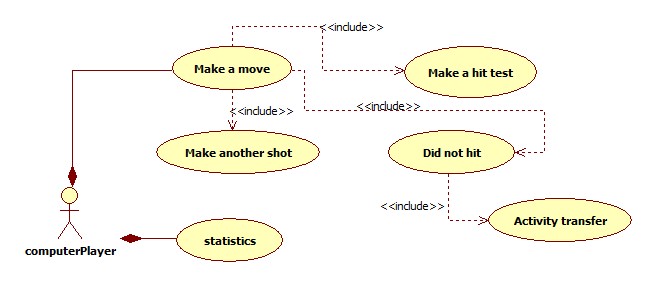 <<include>>
Make a move
Make a hit test
<<include>>
<<include>>
Make another shot
Did not hit
<<include>>
Activity transfer
computerPlayer
statistics